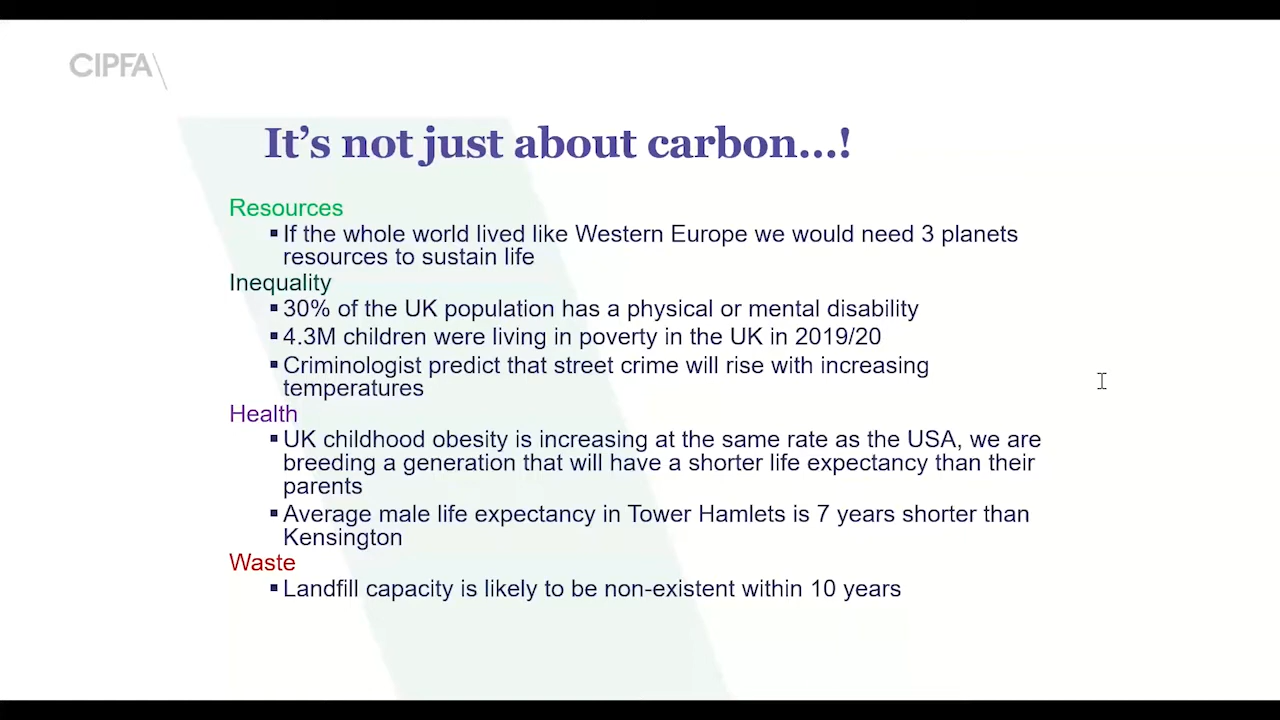 CIPFA
It's not just about carbon...!
Resources
▪If the whole world lived like Western Europe we would need 3 planets
resources to sustain life
Inequality
▪30% of the UK population has a physical or mental disability
▪4.3M children were living in poverty in the UK in 2019/20
▪Criminologist predict that street crime will rise with increasing
temperatures
Health
▪UK childhood obesity is increasing at the same rate as the USA, we are
breeding a generation that will have a shorter life expectancy than their
parents
▪Average male life expectancy in Tower Hamlets is 7 years shorter than
Kensington
Waste
▪Landfill capacity is likely to be non-existent within 10 years